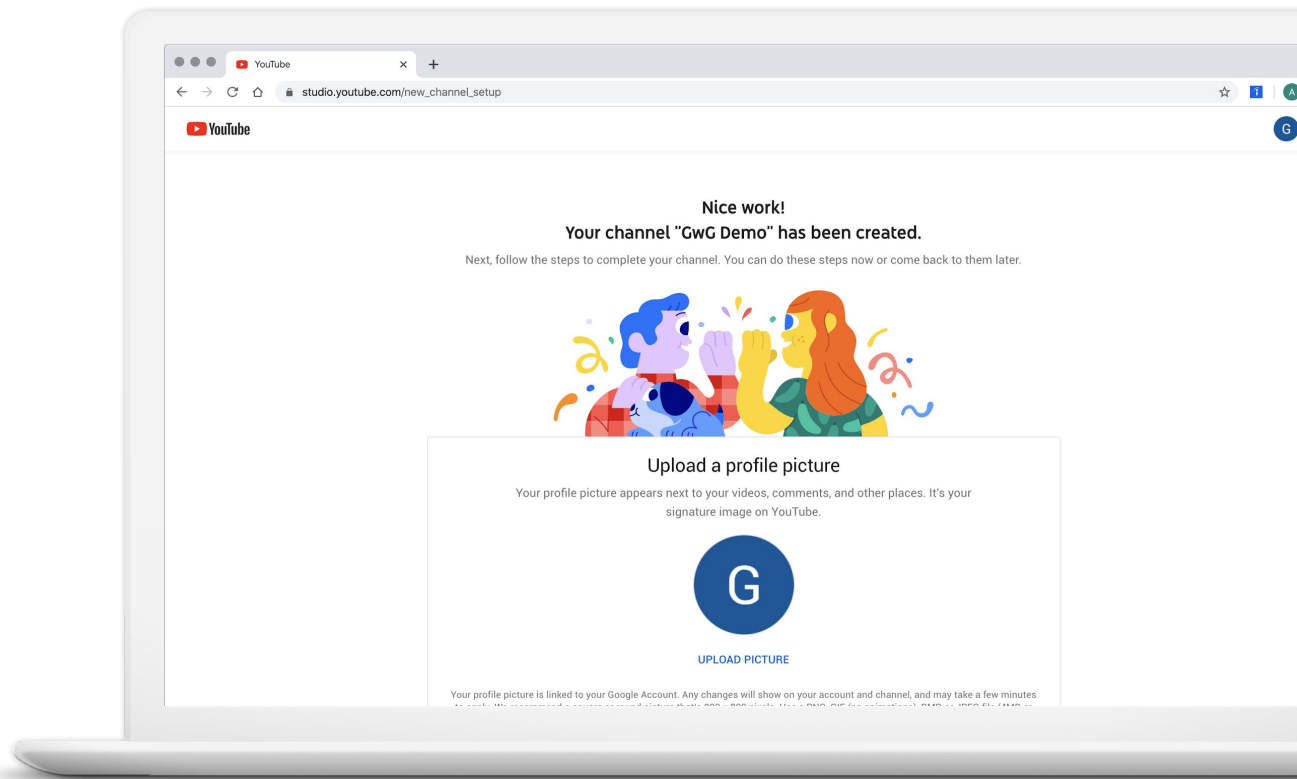 YouTube
studio.youtube.com/new_channel_setup
A
YouTube
G
Nice work!
Your channel "GwG Demo" has been created.
Next, follow the steps to complete your channel. You can do these steps now or come back to them later.
Upload a profile picture
Your profile picture appears next to your videos, comments, and other places. It's your
signature image on YouTube.
G
UPLOAD PICTURE
Your profile picture is linked to your Google Account. Any changes will show on your account and channel, and may take a few minutes